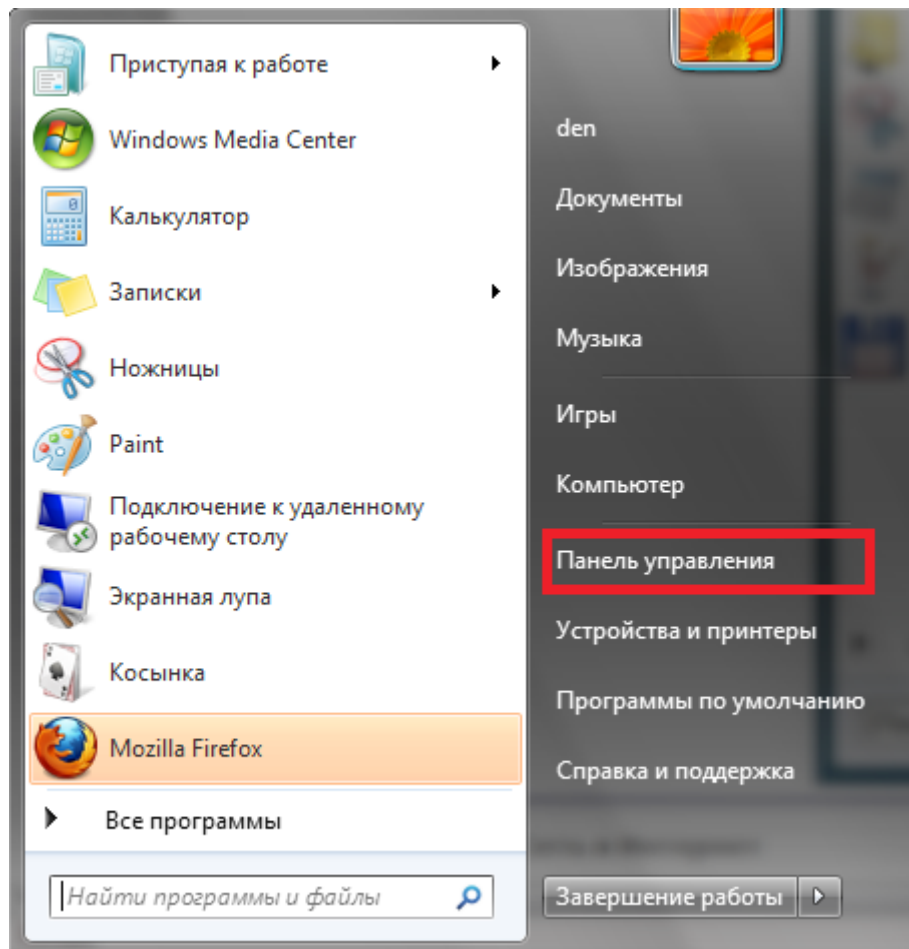 Приступая к работе
Windows Media Center
Калькулятор
Записки
Ножницы
Paint
Подключение к удаленному
рабочему столу
Экранная лупа
Косынка
Mozilla Firefox
Все программы
Найти программы и файлы
den
Документы
Изображения
Музыка
Игры
Компьютер
Панель управления
Устройства и принтеры
Программы по умолчанию
Справка и поддержка
Завершение работы